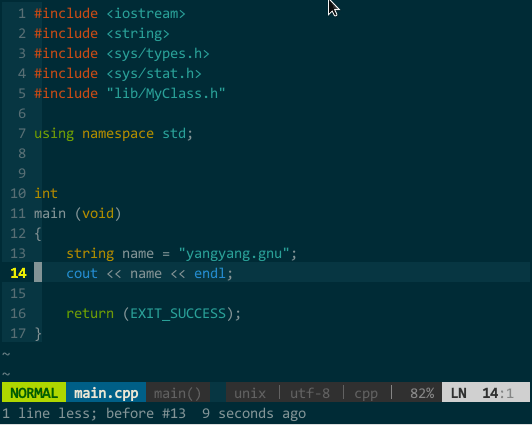 1 #include <iostream>
2 #include <string>
3 #include <sys/types.h>
4 #include <sys/stat.h>
5 #include "lib/MyClass.h"
6
7 using namespace std;
8
9
10 int
11 main (void)
12 {
13     string name = "yangyang.gnu";
14     cout << name << endl;
15
16     return (EXIT_SUCCESS);
17 }
~
~
NORMAL main.cpp main() unix | utf-8 | cpp | 82% LN 14:1
1 line less; before #13  9 seconds ago